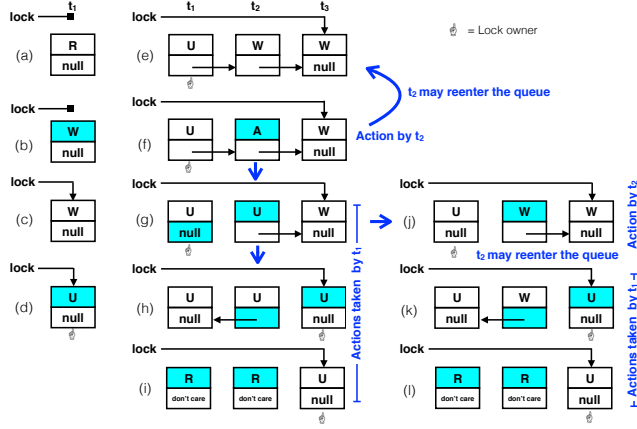 lock t₁ t₁ t₂ t₃
lock
(a) R null (e) U W W null = Lock owner
t₂ may reenter the queue
lock lock
(b) W null (f) U A W null Action by t₂
lock lock lock
(c) W null (g) U null U W null (j) U null W W null Action by t₂
t₂ may reenter the queue
lock lock lock
(d) U null (h) U null U U null (k) U null W U null
Actions taken by t₁ Actions taken by t₁
lock lock
(i) R don't care R don't care U null (l) R don't care R don't care U null